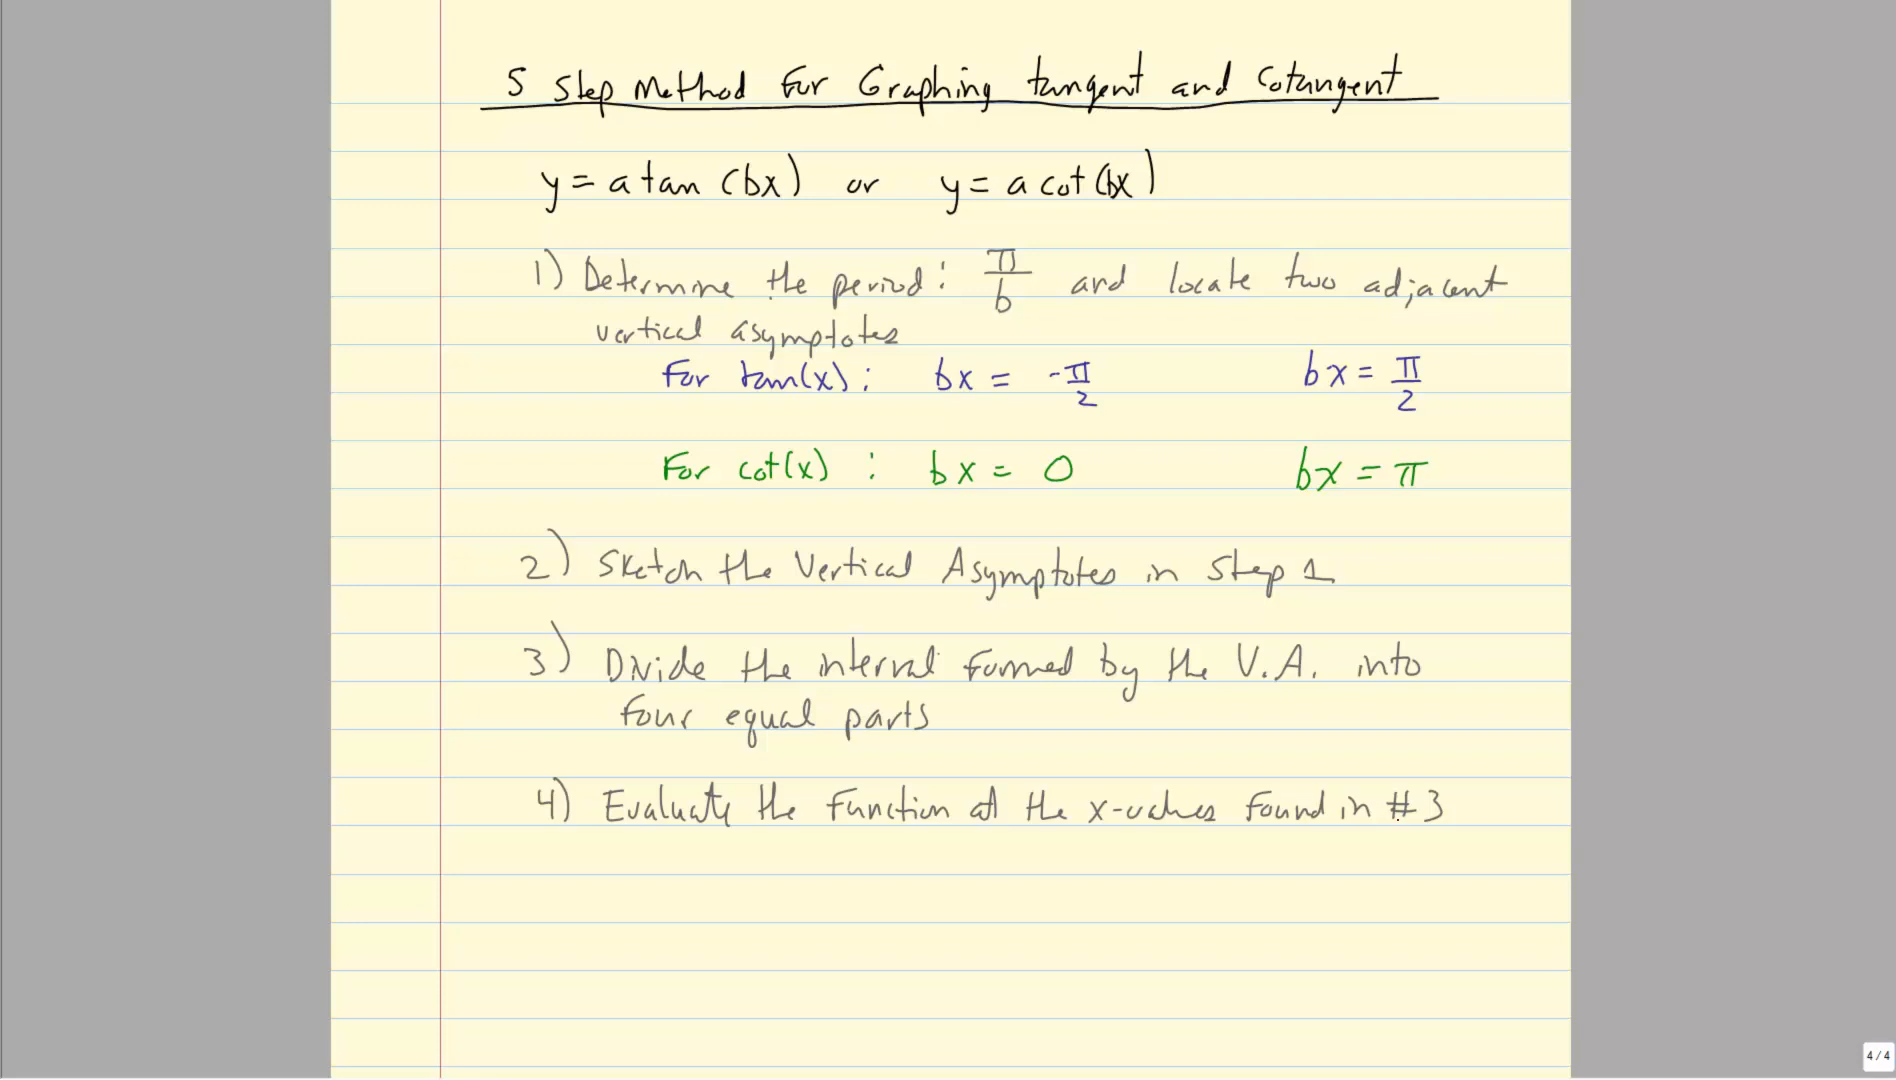 5 Step Method for Graphing tangent and Cotangent
y = a tan (bx) or y = a cot (bx)
1) Determine the period: π/b and locate two adjacent
vertical asymptotes
For tan(x): bx = -π/2 bx = π/2
For cot(x): bx = 0 bx = π
2) Sketch the Vertical Asymptotes in Step 1
3) Divide the interval formed by the V.A. into
four equal parts
4) Evaluate the function at the x-values found in #3
4 / 4